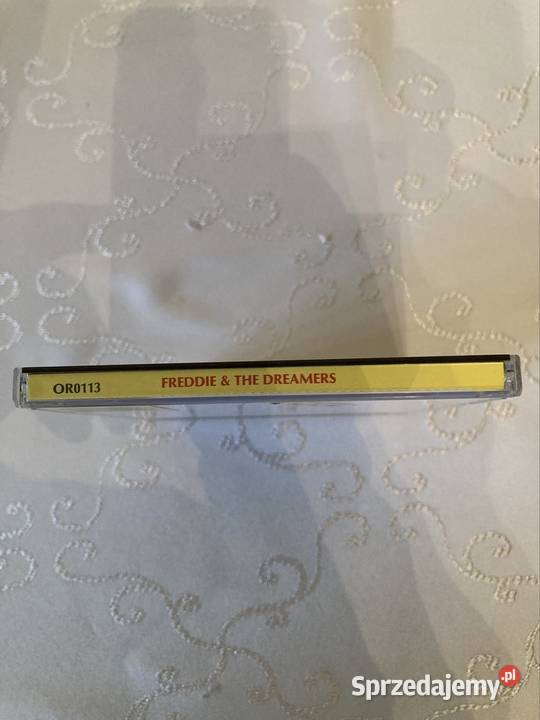 OR0113 FREDDIE & THE DREAMERS
Sprzedajemy.pl